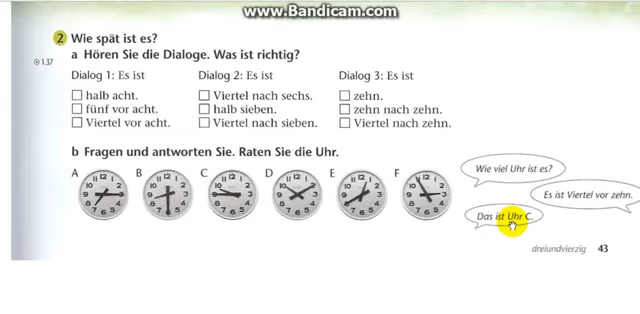 www.Bandicam.com
2 Wie spät ist es?
a Hören Sie die Dialoge. Was ist richtig?
1.37
Dialog 1: Es ist
halb acht.
fünf vor acht.
Viertel vor acht.
Dialog 2: Es ist
Viertel nach sechs.
halb sieben.
Viertel nach sieben.
Dialog 3: Es ist
zehn.
zehn nach zehn.
Viertel nach zehn.
b Fragen und antworten Sie. Raten Sie die Uhr.
A B C D E F
Wie viel Uhr ist es?
Es ist Viertel vor zehn.
Das ist Uhr C.
dreiundvierzig 43